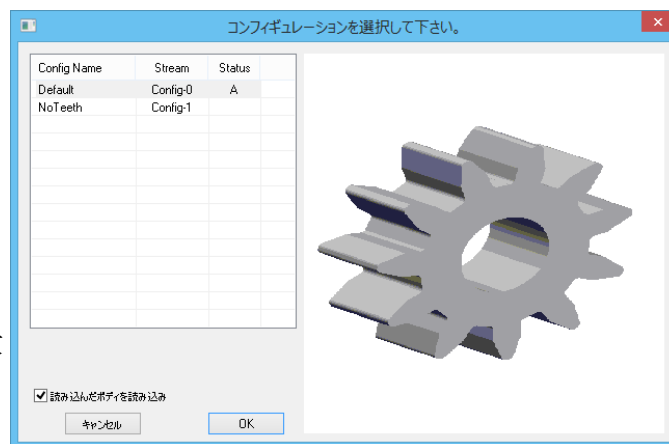 コンフィギュレーションを選択して下さい。
Config Name Stream Status
Default Config-0 A
NoTeeth Config-1
読み込んだボディを読み込み
キャンセル OK